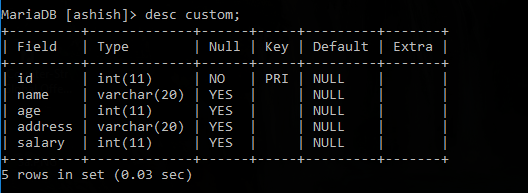 MariaDB [ashish]> desc custom;
+---------+-------------+------+-----+---------+-------+
| Field   | Type        | Null | Key | Default | Extra |
+---------+-------------+------+-----+---------+-------+
| id      | int(11)     | NO   | PRI | NULL    |       |
| name    | varchar(20) | YES  |     | NULL    |       |
| age     | int(11)     | YES  |     | NULL    |       |
| address | varchar(20) | YES  |     | NULL    |       |
| salary  | int(11)     | YES  |     | NULL    |       |
+---------+-------------+------+-----+---------+-------+
5 rows in set (0.03 sec)